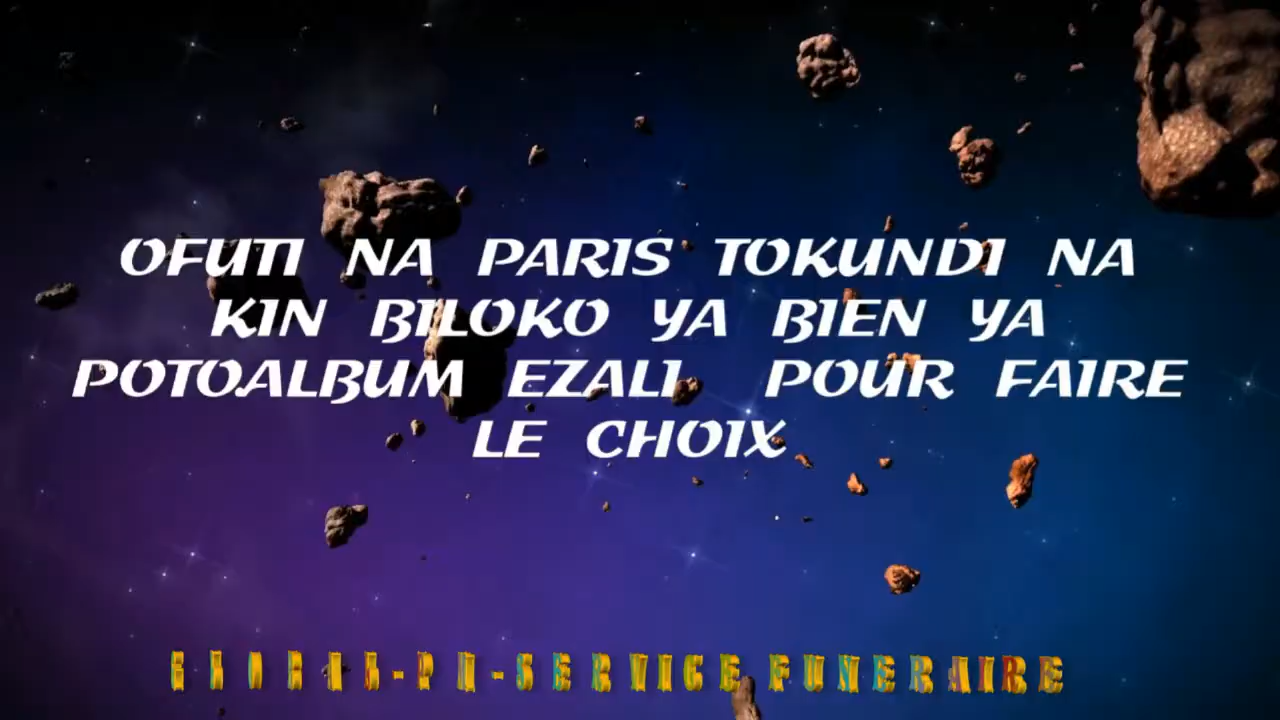 OFUTI NA PARIS TOKUNDI NA
KIN BILOKO YA BIEN YA
POTOALBUM EZALI POUR FAIRE
LE CHOIX
SERVICE FUNERAIRE